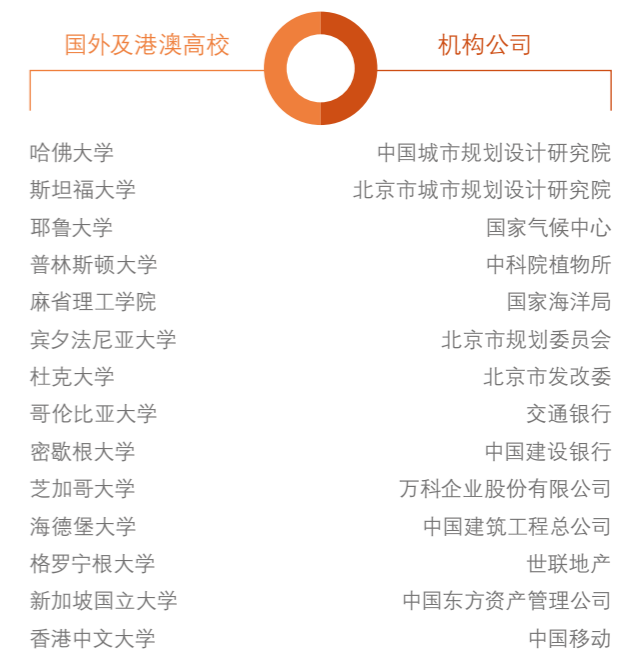 国外及港澳高校
机构公司
哈佛大学
中国城市规划设计研究院
斯坦福大学
北京市城市规划设计研究院
耶鲁大学
国家气候中心
普林斯顿大学
中科院植物所
麻省理工学院
国家海洋局
宾夕法尼亚大学
北京市规划委员会
杜克大学
北京市发改委
哥伦比亚大学
交通银行
密歇根大学
中国建设银行
芝加哥大学
万科企业股份有限公司
海德堡大学
中国建筑工程总公司
格罗宁根大学
世联地产
新加坡国立大学
中国东方资产管理公司
香港中文大学
中国移动